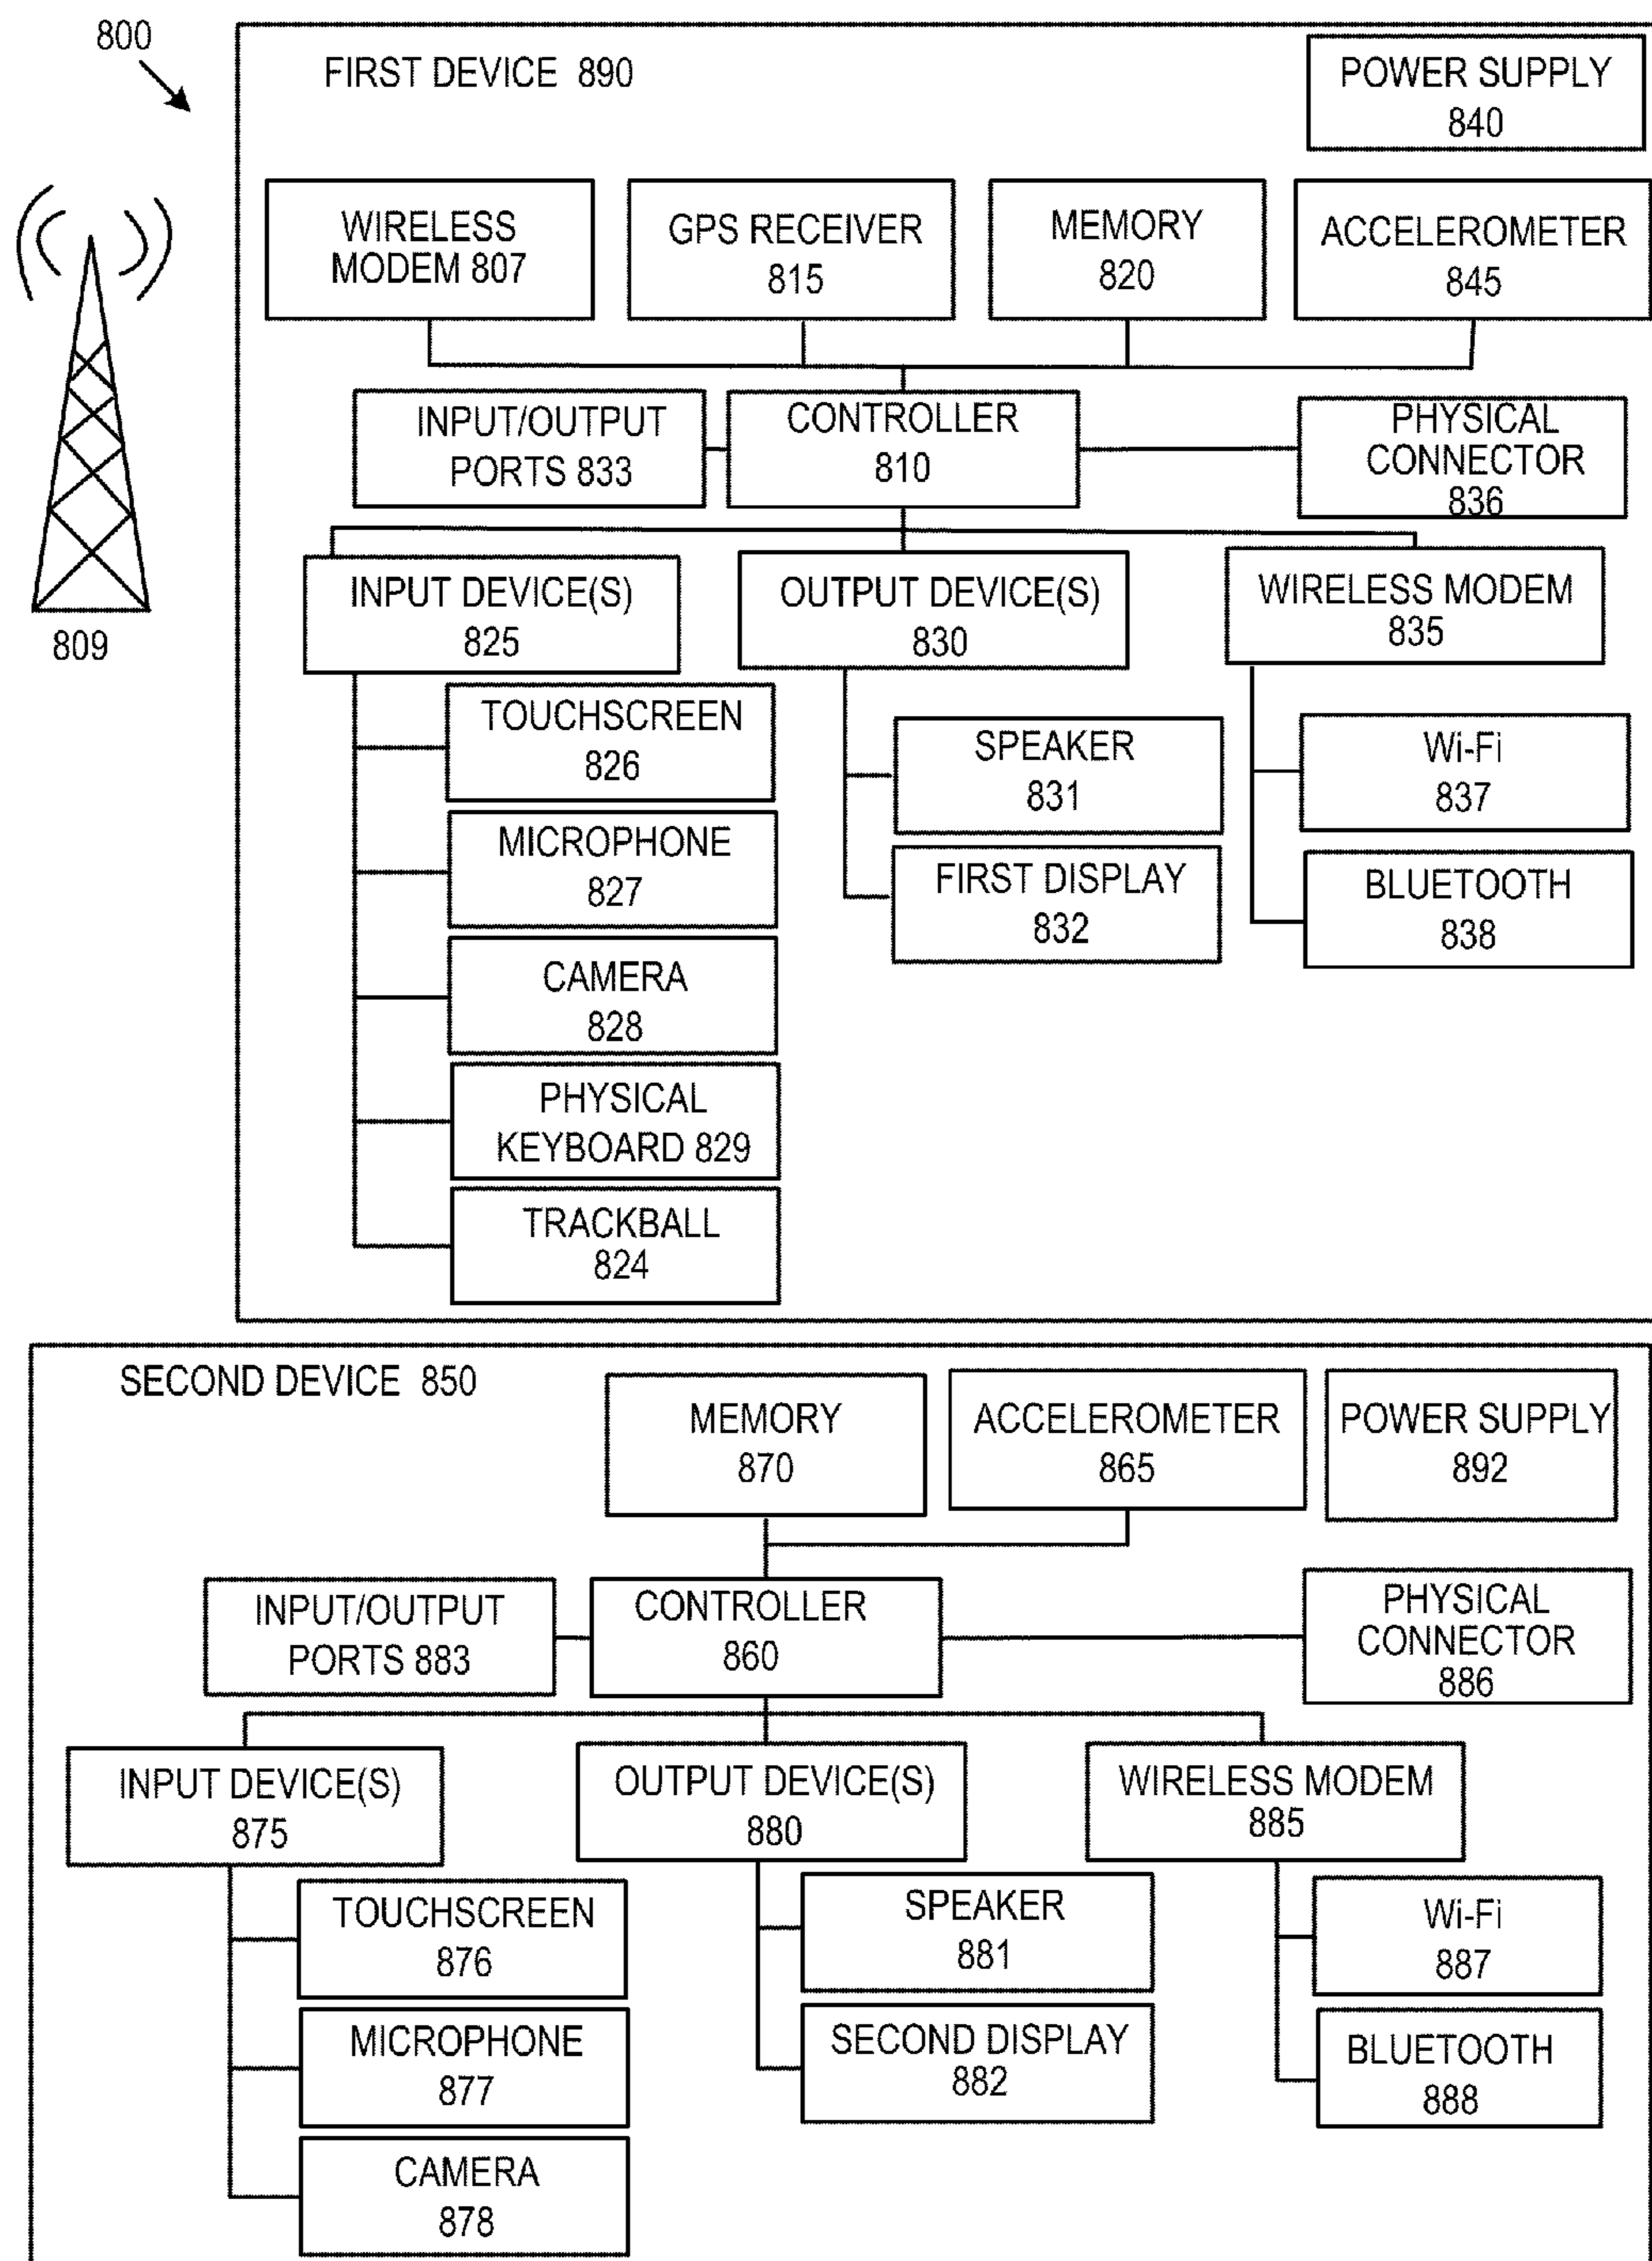 800
FIRST DEVICE 890
POWER SUPPLY
840
WIRELESS
MODEM 807
GPS RECEIVER
815
MEMORY
820
ACCELEROMETER
845
INPUT/OUTPUT
PORTS 833
CONTROLLER
810
PHYSICAL
CONNECTOR
836
809
INPUT DEVICE(S)
825
OUTPUT DEVICE(S)
830
WIRELESS MODEM
835
TOUCHSCREEN
826
MICROPHONE
827
CAMERA
828
PHYSICAL
KEYBOARD 829
TRACKBALL
824
SPEAKER
831
FIRST DISPLAY
832
Wi-Fi
837
BLUETOOTH
838
SECOND DEVICE 850
MEMORY
870
ACCELEROMETER
865
POWER SUPPLY
892
INPUT/OUTPUT
PORTS 883
CONTROLLER
860
PHYSICAL
CONNECTOR
886
INPUT DEVICE(S)
875
OUTPUT DEVICE(S)
880
WIRELESS MODEM
885
TOUCHSCREEN
876
MICROPHONE
877
CAMERA
878
SPEAKER
881
SECOND DISPLAY
882
Wi-Fi
887
BLUETOOTH
888